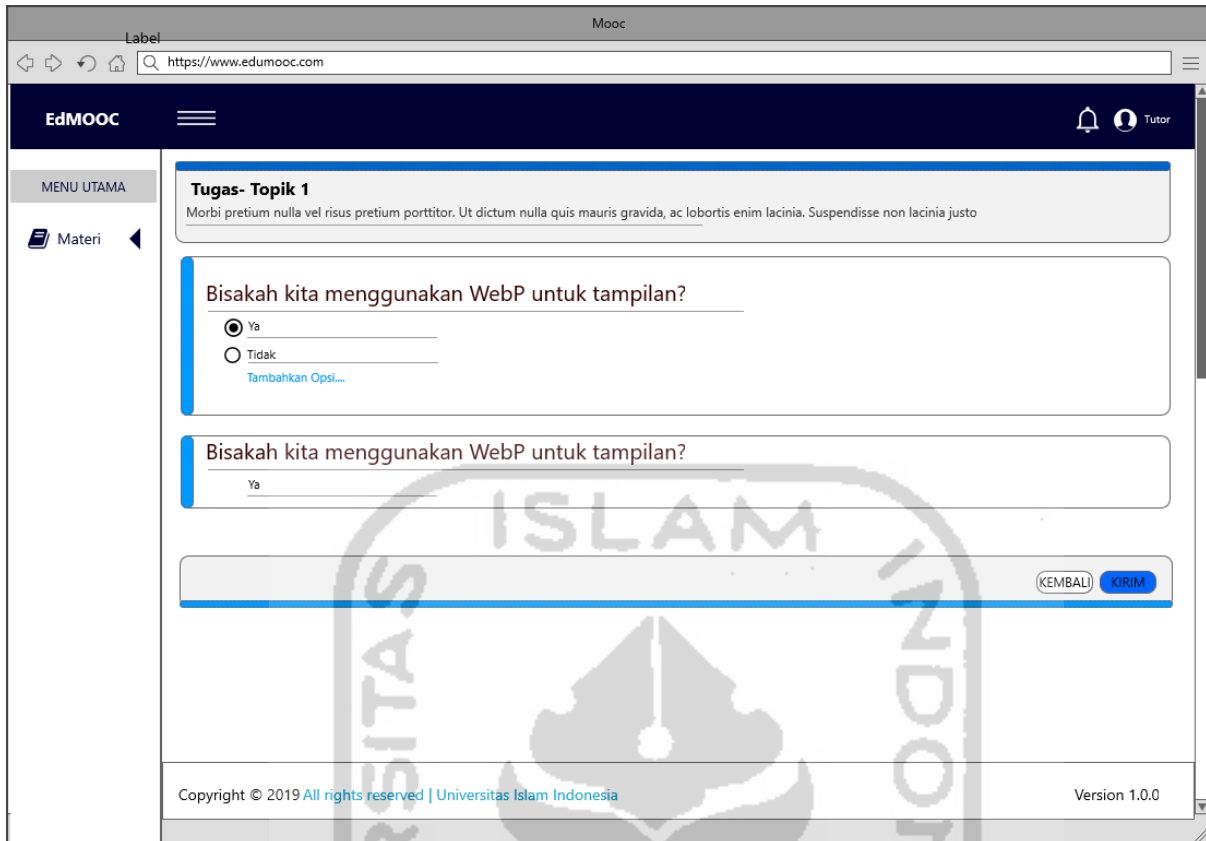 Mooc
Label
https://www.edumooc.com
EdMOOC
Tutor
MENU UTAMA
Materi
Tugas- Topik 1
Morbi pretium nulla vel risus pretium porttitor. Ut dictum nulla quis mauris gravida, ac lobortis enim lacinia. Suspendisse non lacinia justo
Bisakah kita menggunakan WebP untuk tampilan?
Ya
Tidak
Tambahkan Opsi....
Bisakah kita menggunakan WebP untuk tampilan?
Ya
KEMBALI KIRIM
Copyright © 2019 All rights reserved | Universitas Islam Indonesia
Version 1.0.0
ISLAM